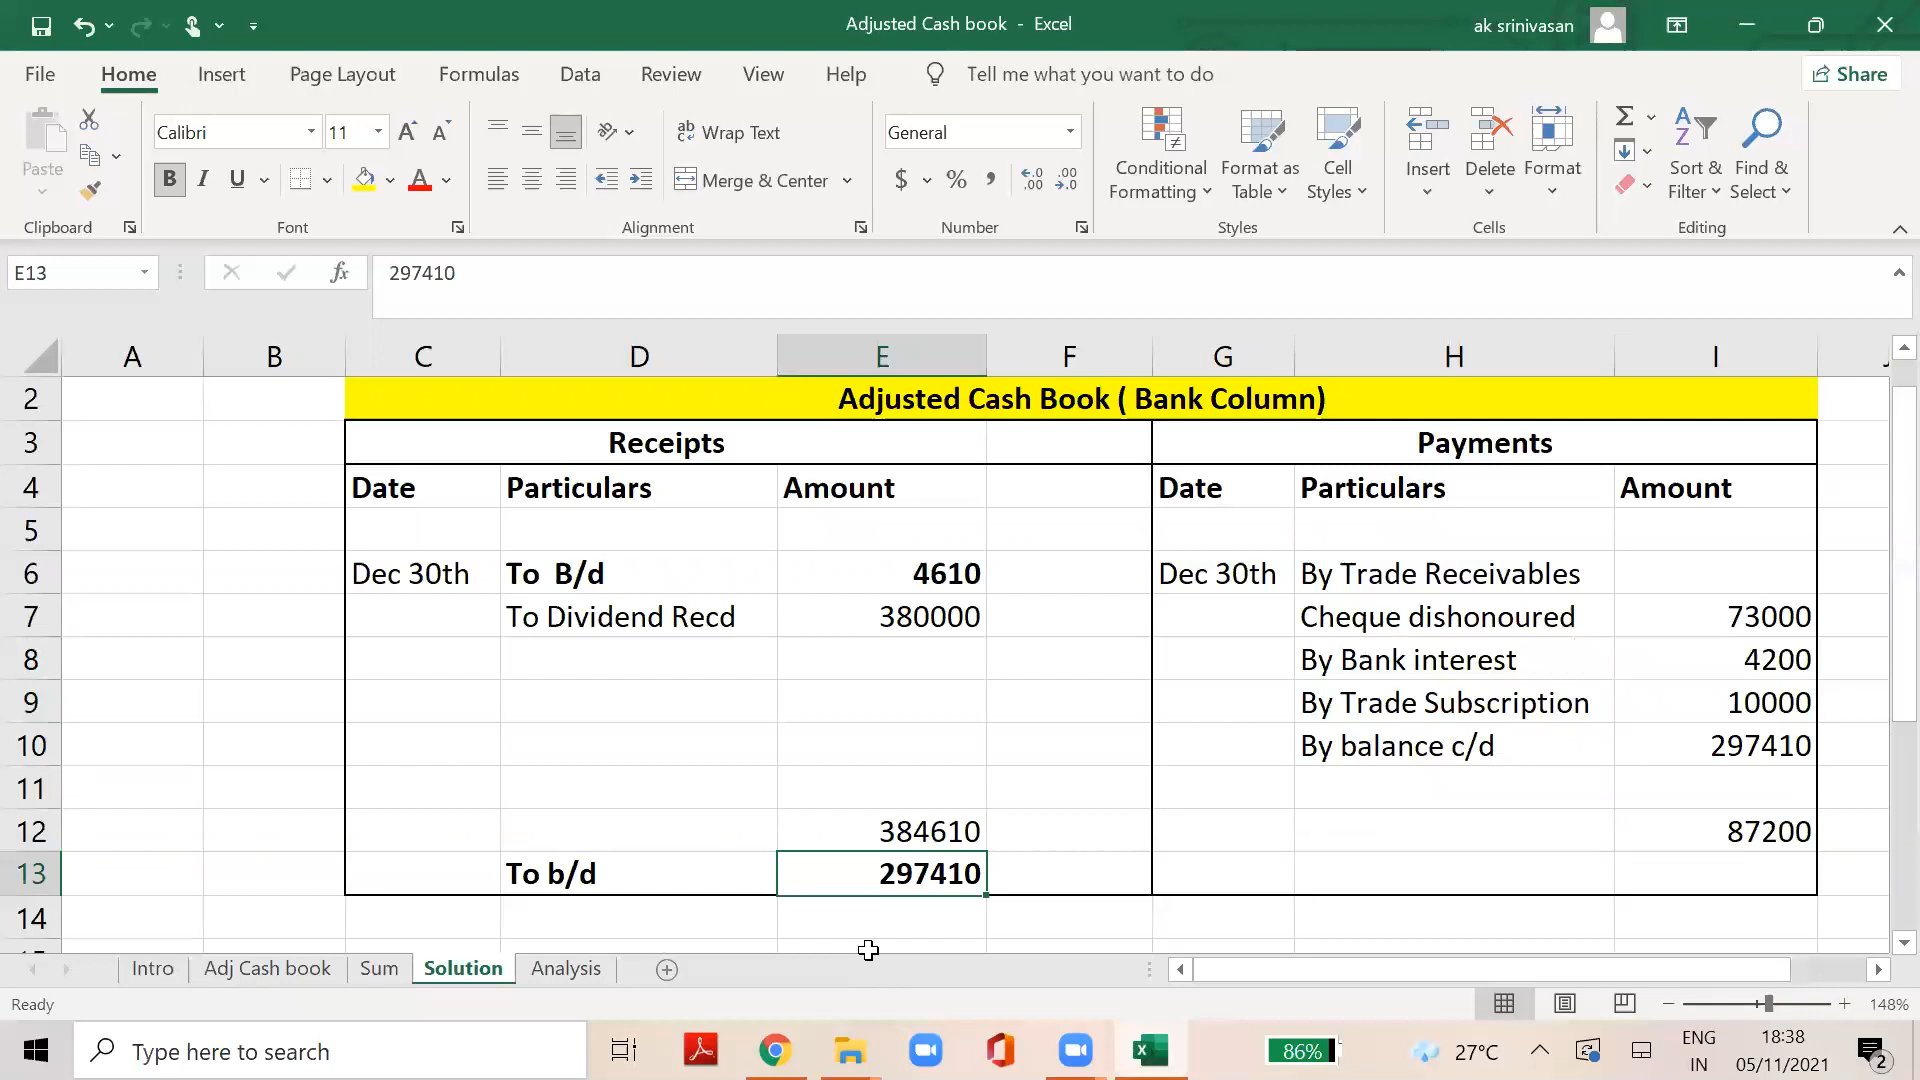 Adjusted Cash book - Excel
ak srinivasan
File Home Insert Page Layout Formulas Data Review View Help Tell me what you want to do Share
Paste
Calibri 11
Wrap Text
General
Merge & Center
Conditional Formatting
Format as Table
Cell Styles
Insert
Delete
Format
Sort & Filter
Find & Select
Clipboard Font Alignment Number Styles Cells Editing
E13 fx 297410
A B C D E F G H I J
2 Adjusted Cash Book ( Bank Column)
3 Receipts Payments
4 Date Particulars Amount Date Particulars Amount
5
6 Dec 30th To B/d 4610 Dec 30th By Trade Receivables
7 To Dividend Recd 380000 Cheque dishonoured 73000
8 By Bank interest 4200
9 By Trade Subscription 10000
10 By balance c/d 297410
11
12 384610 87200
13 To b/d 297410
14
Intro Adj Cash book Sum Solution Analysis
Ready 148%
Type here to search 86% 27°C ENG 18:38
IN 05/11/2021 2